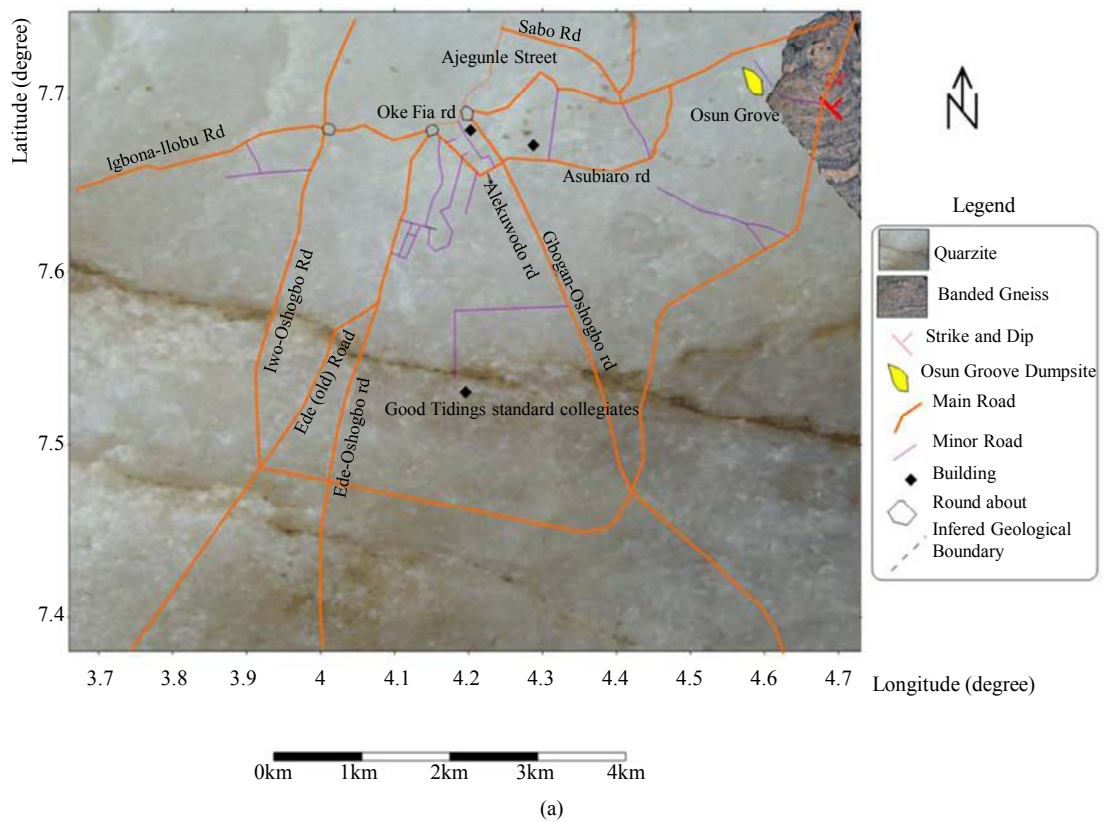 (a)
Latitude (degree)
7.7
7.6
7.5
7.4
Sabo Rd
Ajegunle Street
Oke Fia rd
Osun Grove
Igbona-Ilobu Rd
Asubiaro rd
Alekuwodo rd
Gbogan-Oshogbo rd
Iwo-Oshogbo Rd
Ede (old) Road
Ede-Oshogbo rd
Good Tidings standard collegiates
3.7 3.8 3.9 4 4.1 4.2 4.3 4.4 4.5 4.6 4.7
Longitude (degree)
N
Legend
Quarzite
Banded Gneiss
Strike and Dip
Osun Groove Dumpsite
Main Road
Minor Road
Building
Round about
Infered Geological
Boundary
0km 1km 2km 3km 4km
(a)